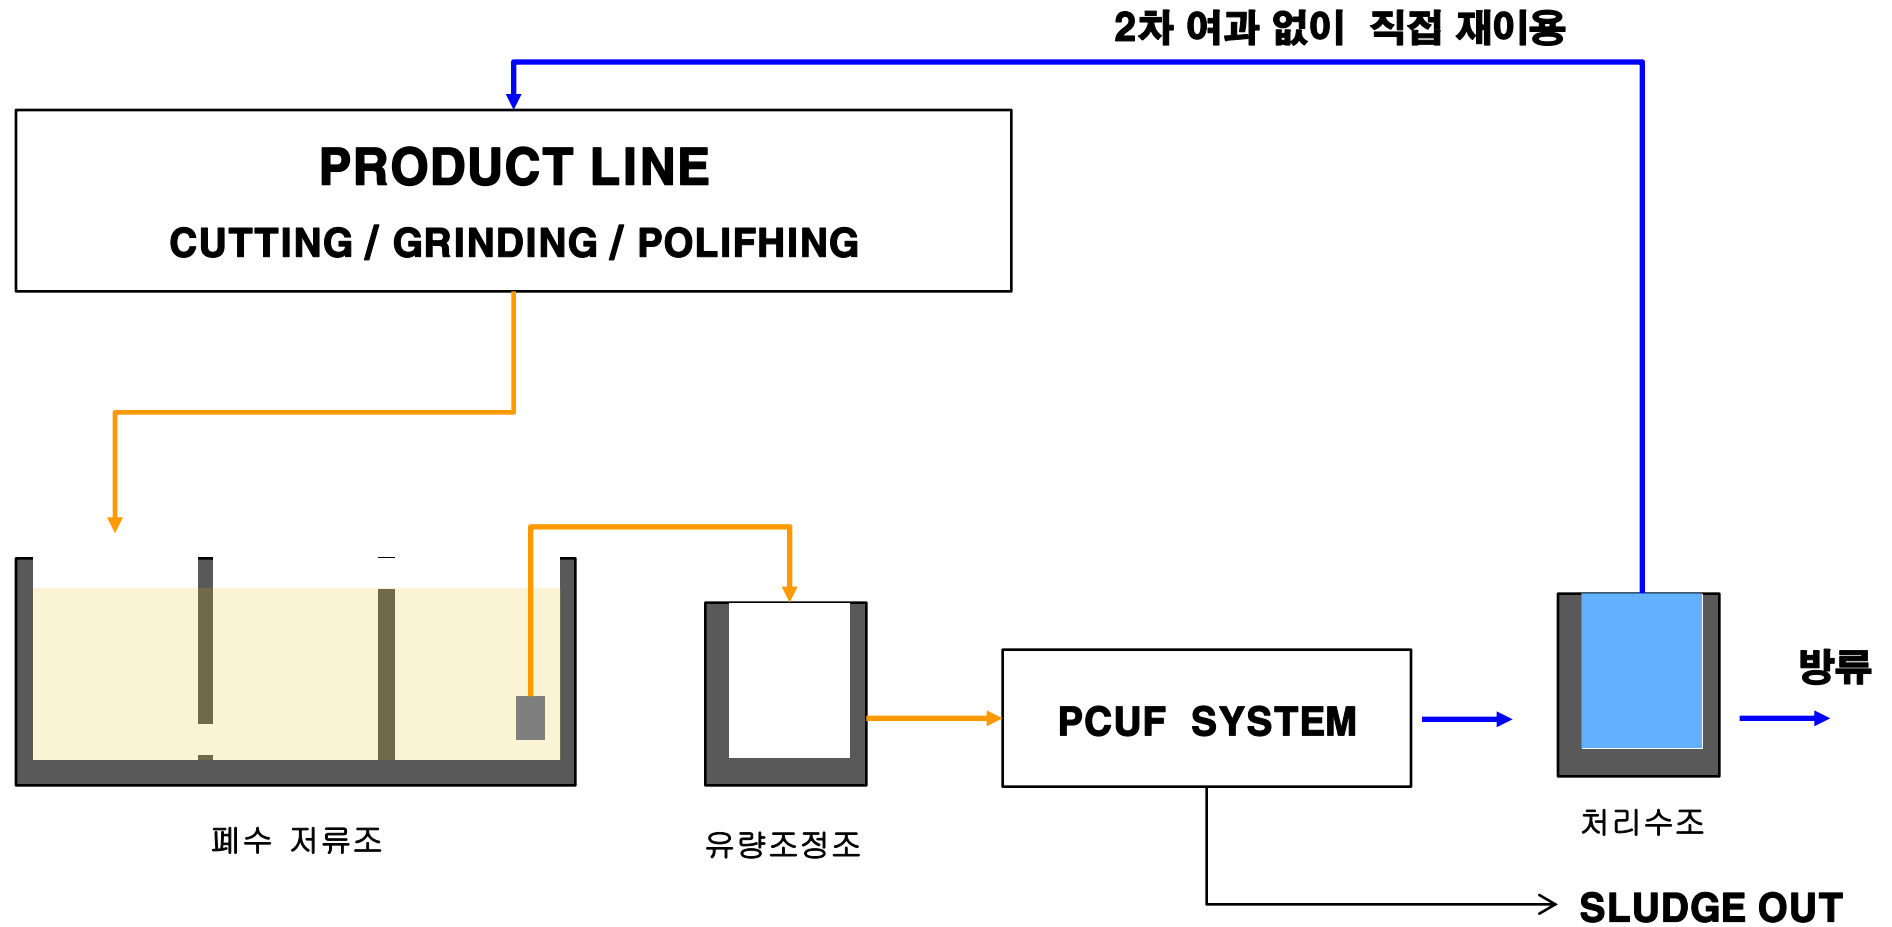 2차 여과 없이 직접 재이용
PRODUCT LINE
CUTTING / GRINDING / POLIFHING
방류
PCUF SYSTEM
폐수 저류조
유량조정조
처리수조
SLUDGE OUT